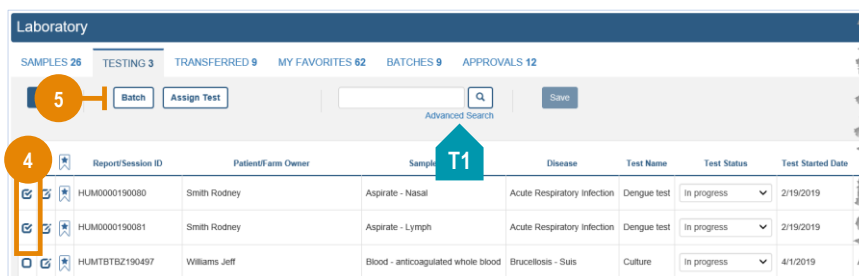 Laboratory
SAMPLES 26 TESTING 3 TRANSFERRED 9 MY FAVORITES 62 BATCHES 9 APPROVALS 12
5 Batch Assign Test Save
Advanced Search
4 Report/Session ID Patient/Farm Owner Sample T1 Disease Test Name Test Status Test Started Date
HUM0000190080 Smith Rodney Aspirate - Nasal Acute Respiratory Infection Dengue test In progress 2/19/2019
HUM0000190081 Smith Rodney Aspirate - Lymph Acute Respiratory Infection Dengue test In progress 2/19/2019
HUMTBTBZ190497 Williams Jeff Blood - anticoagulated whole blood Brucellosis - Suis Culture In progress 4/1/2019